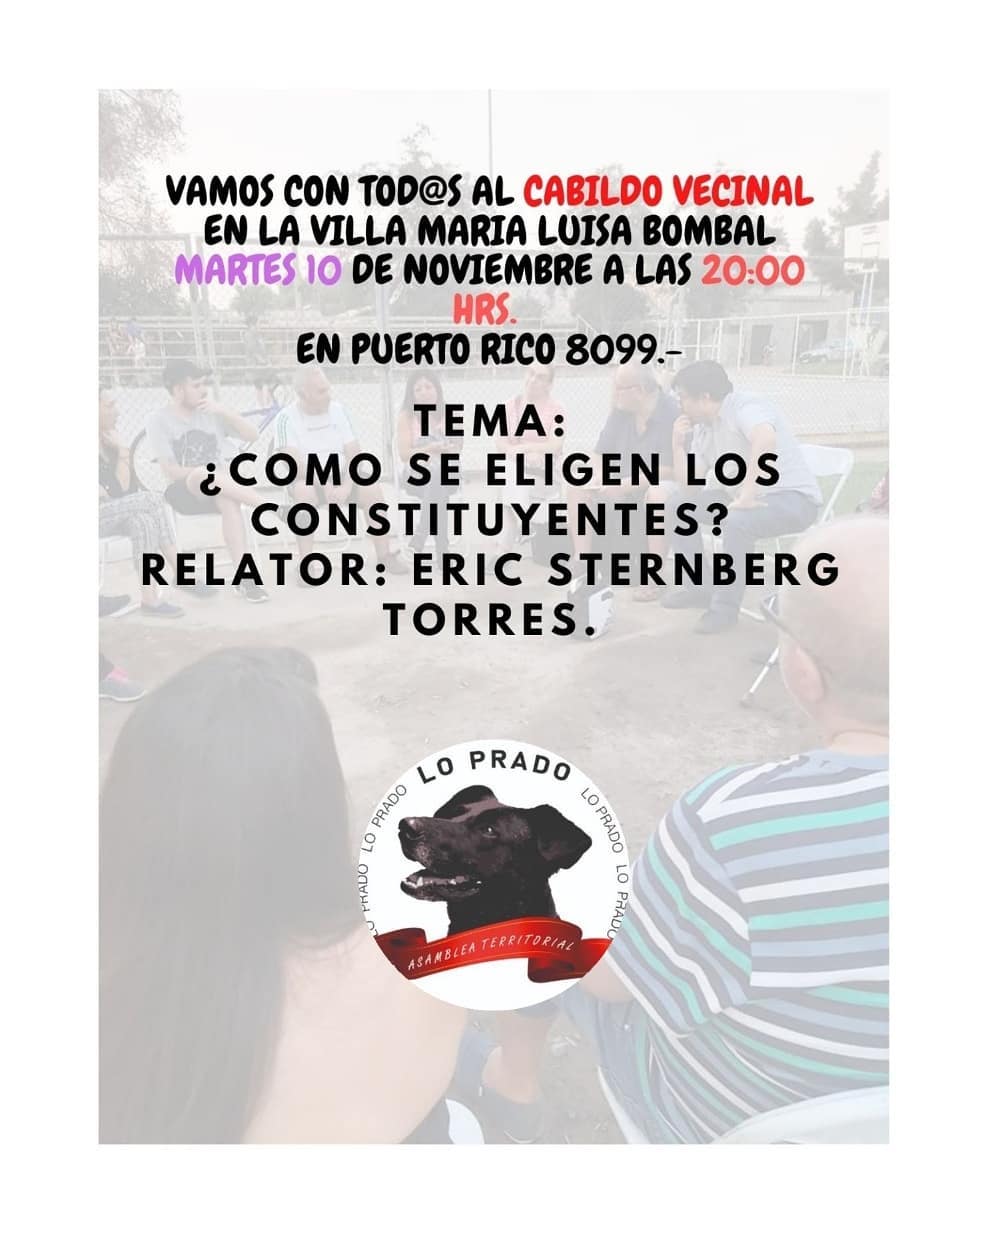 VAMOS CON TOD@S AL CABILDO VECINAL
EN LA VILLA MARIA LUISA BOMBAL
MARTES 10 DE NOVIEMBRE A LAS 20:00
HRS.
EN PUERTO RICO 8099.-
TEMA:
¿COMO SE ELIGEN LOS
CONSTITUYENTES?
RELATOR: ERIC STERNBERG
TORRES.
LO PRADO
LO PRADO LO PRADO
LO PRADO LO PRADO
ASAMBLEA TERRITORIAL